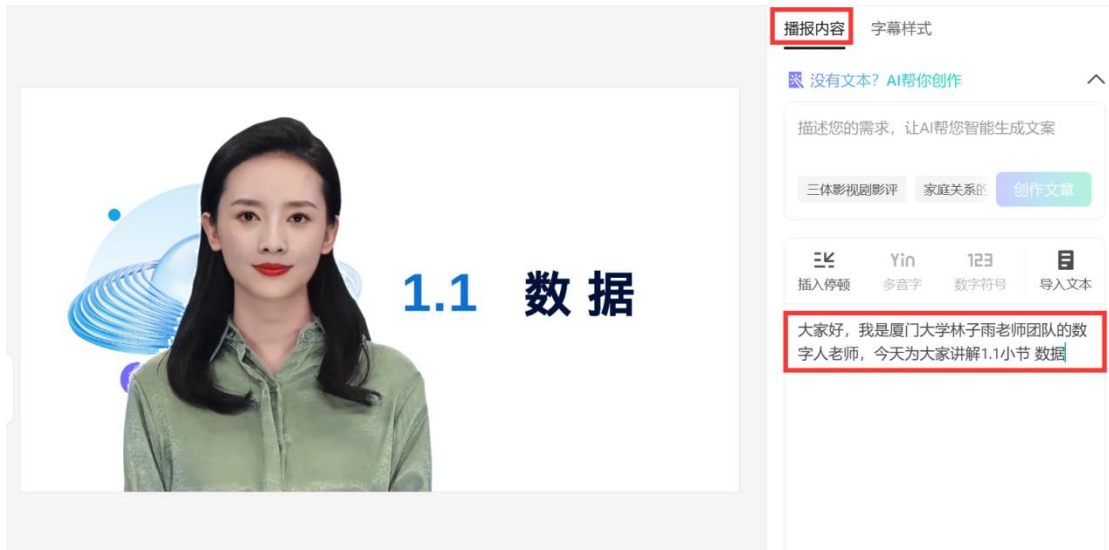 播报内容 字幕样式
没有文本？AI帮你创作
描述您的需求，让AI帮您智能生成文案
三体影视剧影评 家庭关系的 创作文章
Yin 123
插入停顿 多音字 数字符号 导入文本
1.1 数据
大家好，我是厦门大学林子雨老师团队的数
字人老师，今天为大家讲解1.1小节 数据